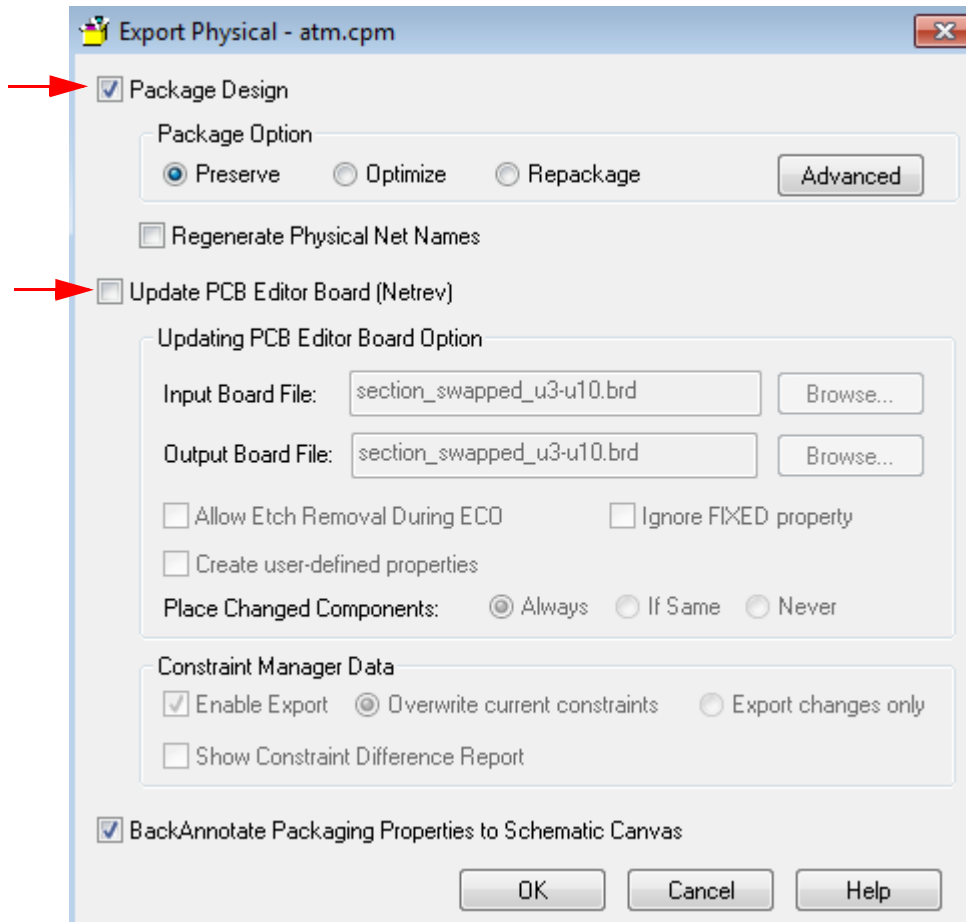 Export Physical - atm.cpm
Package Design
Package Option
Preserve Optimize Repackage Advanced
Regenerate Physical Net Names
Update PCB Editor Board (Netrev)
Updating PCB Editor Board Option
Input Board File: section_swapped_u3-u10.brd Browse...
Output Board File: section_swapped_u3-u10.brd Browse...
Allow Etch Removal During ECO Ignore FIXED property
Create user-defined properties
Place Changed Components: Always If Same Never
Constraint Manager Data
Enable Export Overwrite current constraints Export changes only
Show Constraint Difference Report
BackAnnotate Packaging Properties to Schematic Canvas
OK Cancel Help